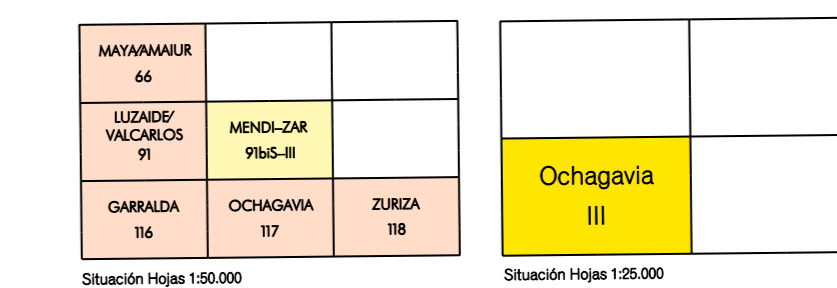 MAYA/AMAIUR
66
LUZAIDE/
VALCARLOS
91
MENDI–ZAR
91biS–III
GARRALDA
116
OCHAGAVIA
117
ZURIZA
118
Situación Hojas 1:50.000
Ochagavia
III
Situación Hojas 1:25.000